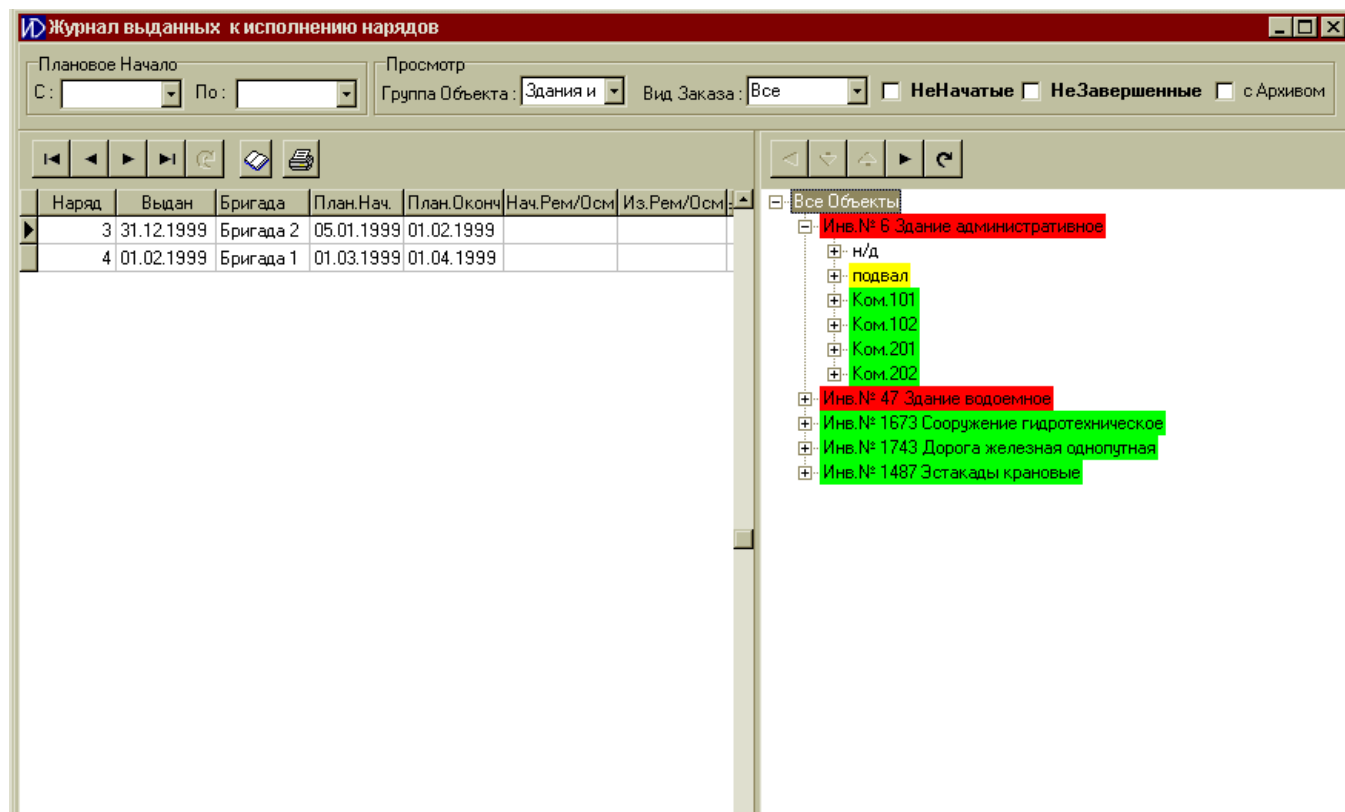 Журнал выданных к исполнению нарядов
Плановое Начало
С : По :
Просмотр
Группа Объекта : Здания и Вид Заказа : Все НеНачатые НеЗавершенные с Архивом
Наряд Выдан Бригада План.Нач. План.Оконч Нач.Рем/Осм Из.Рем/Осм
3 31.12.1999 Бригада 2 05.01.1999 01.02.1999
4 01.02.1999 Бригада 1 01.03.1999 01.04.1999
Все Объекты
Инв.№ 6 Здание административное
н/д
подвал
Ком.101
Ком.102
Ком.201
Ком.202
Инв.№ 47 Здание водоемное
Инв.№ 1673 Сооружение гидротехническое
Инв.№ 1743 Дорога железная однопутная
Инв.№ 1487 Эстакады крановые